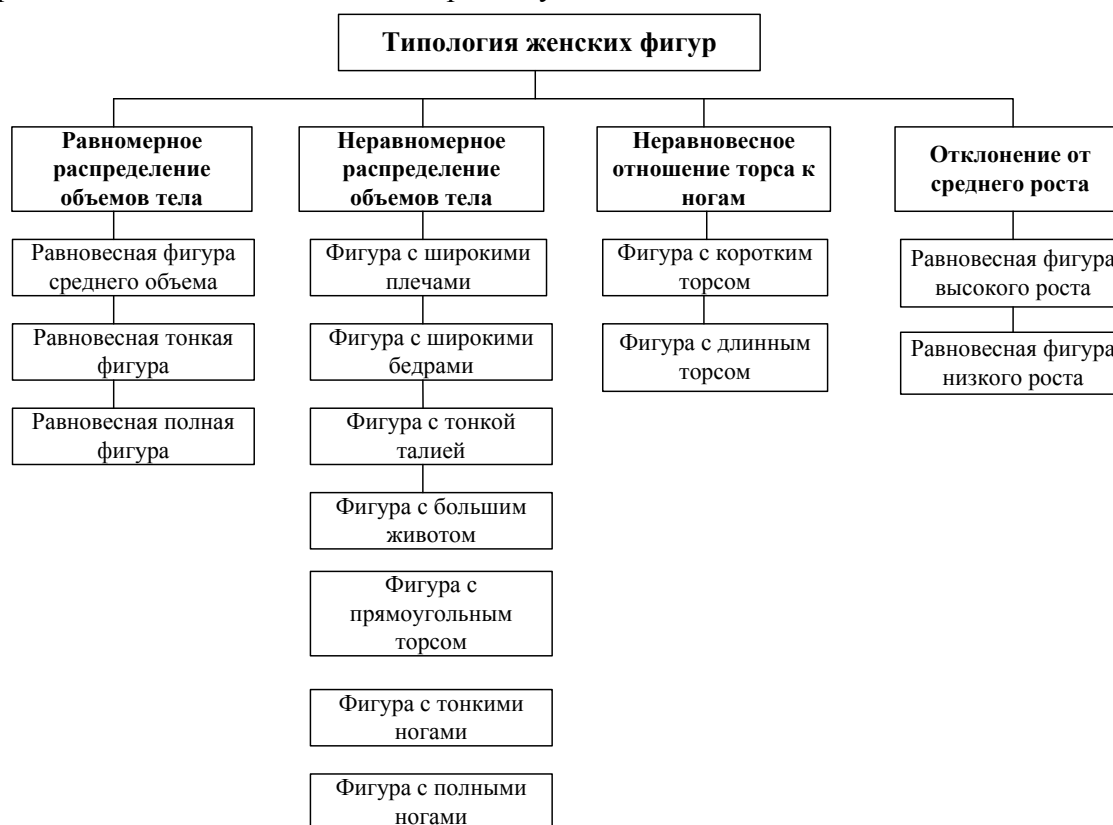 Типология женских фигур
Равномерное
распределение
объемов тела
Равновесная фигура
среднего объема
Равновесная тонкая
фигура
Равновесная полная
фигура
Неравномерное
распределение
объемов тела
Фигура с широкими
плечами
Фигура с широкими
бедрами
Фигура с тонкой
талией
Фигура с большим
животом
Фигура с
прямоугольным
торсом
Фигура с тонкими
ногами
Фигура с полными
ногами
Неравновесное
отношение торса к
ногам
Фигура с коротким
торсом
Фигура с длинным
торсом
Отклонение от
среднего роста
Равновесная фигура
высокого роста
Равновесная фигура
низкого роста